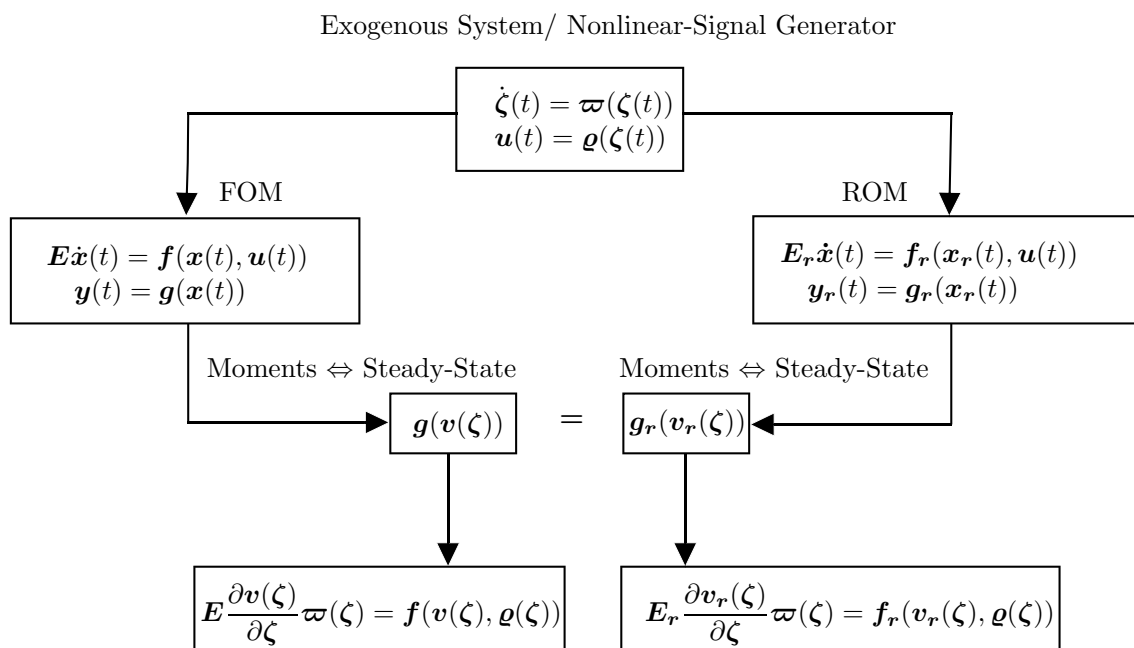 Exogenous System/ Nonlinear-Signal Generator
ζ̇(t) = ϖ(ζ(t))
u(t) = ϱ(ζ(t))
FOM
ROM
Eẋ(t) = f(x(t), u(t))
y(t) = g(x(t))
E_rẋ(t) = f_r(x_r(t), u(t))
y_r(t) = g_r(x_r(t))
Moments ⇔ Steady-State
Moments ⇔ Steady-State
g(v(ζ)) = g_r(v_r(ζ))
E ∂v(ζ)/∂ζ ϖ(ζ) = f(v(ζ), ϱ(ζ))
E_r ∂v_r(ζ)/∂ζ ϖ(ζ) = f_r(v_r(ζ), ϱ(ζ))